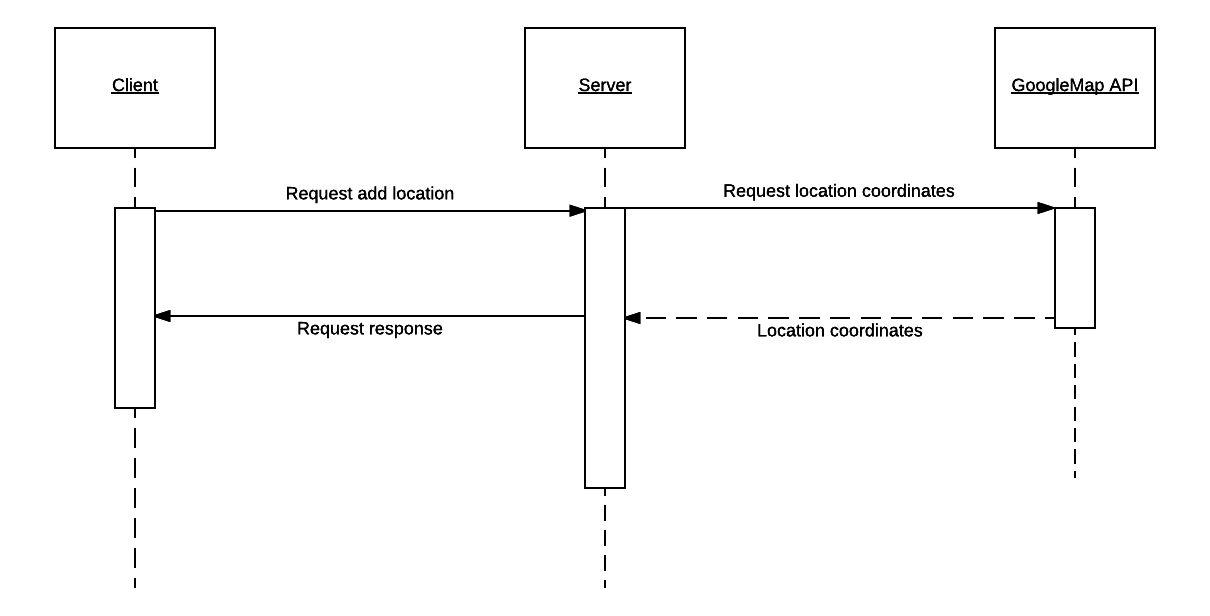 Client
Server
GoogleMap API
Request add location
Request location coordinates
Request response
Location coordinates